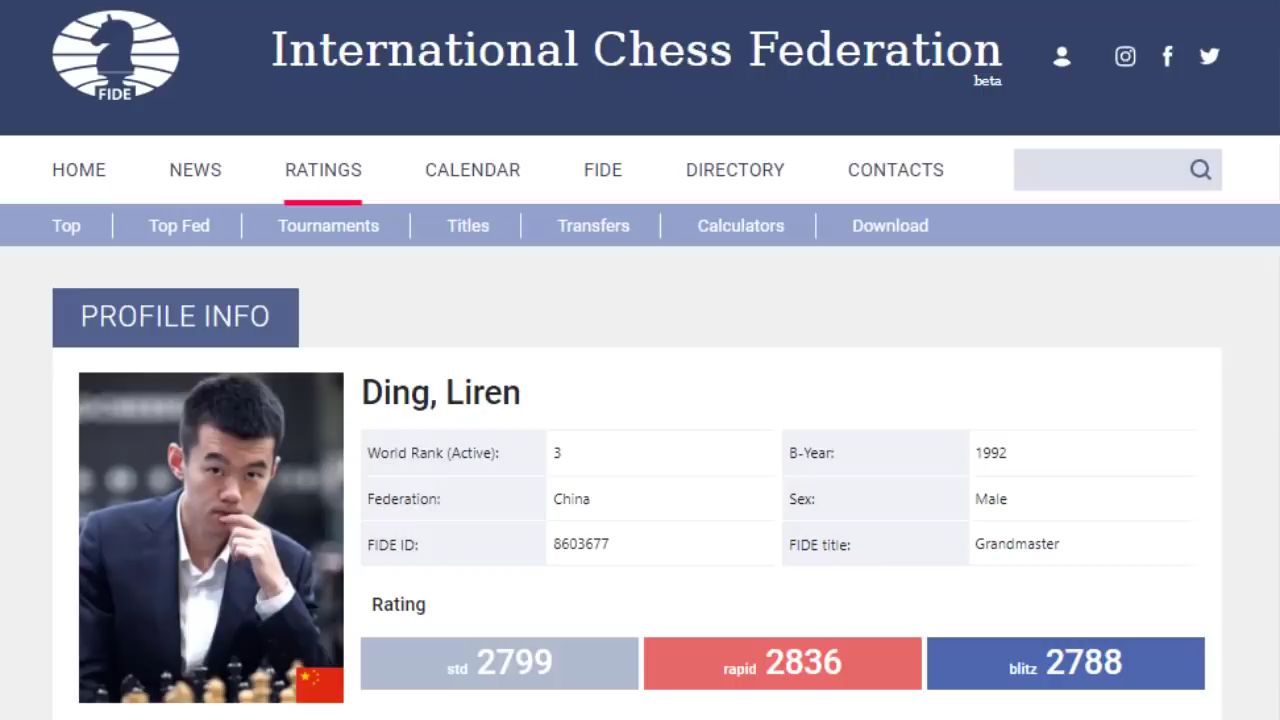 FIDE
International Chess Federation
beta
HOME NEWS RATINGS CALENDAR FIDE DIRECTORY CONTACTS
Top Top Fed Tournaments Titles Transfers Calculators Download
PROFILE INFO
Ding, Liren
World Rank (Active): 3 B-Year: 1992
Federation: China Sex: Male
FIDE ID: 8603677 FIDE title: Grandmaster
Rating
std 2799 rapid 2836 blitz 2788